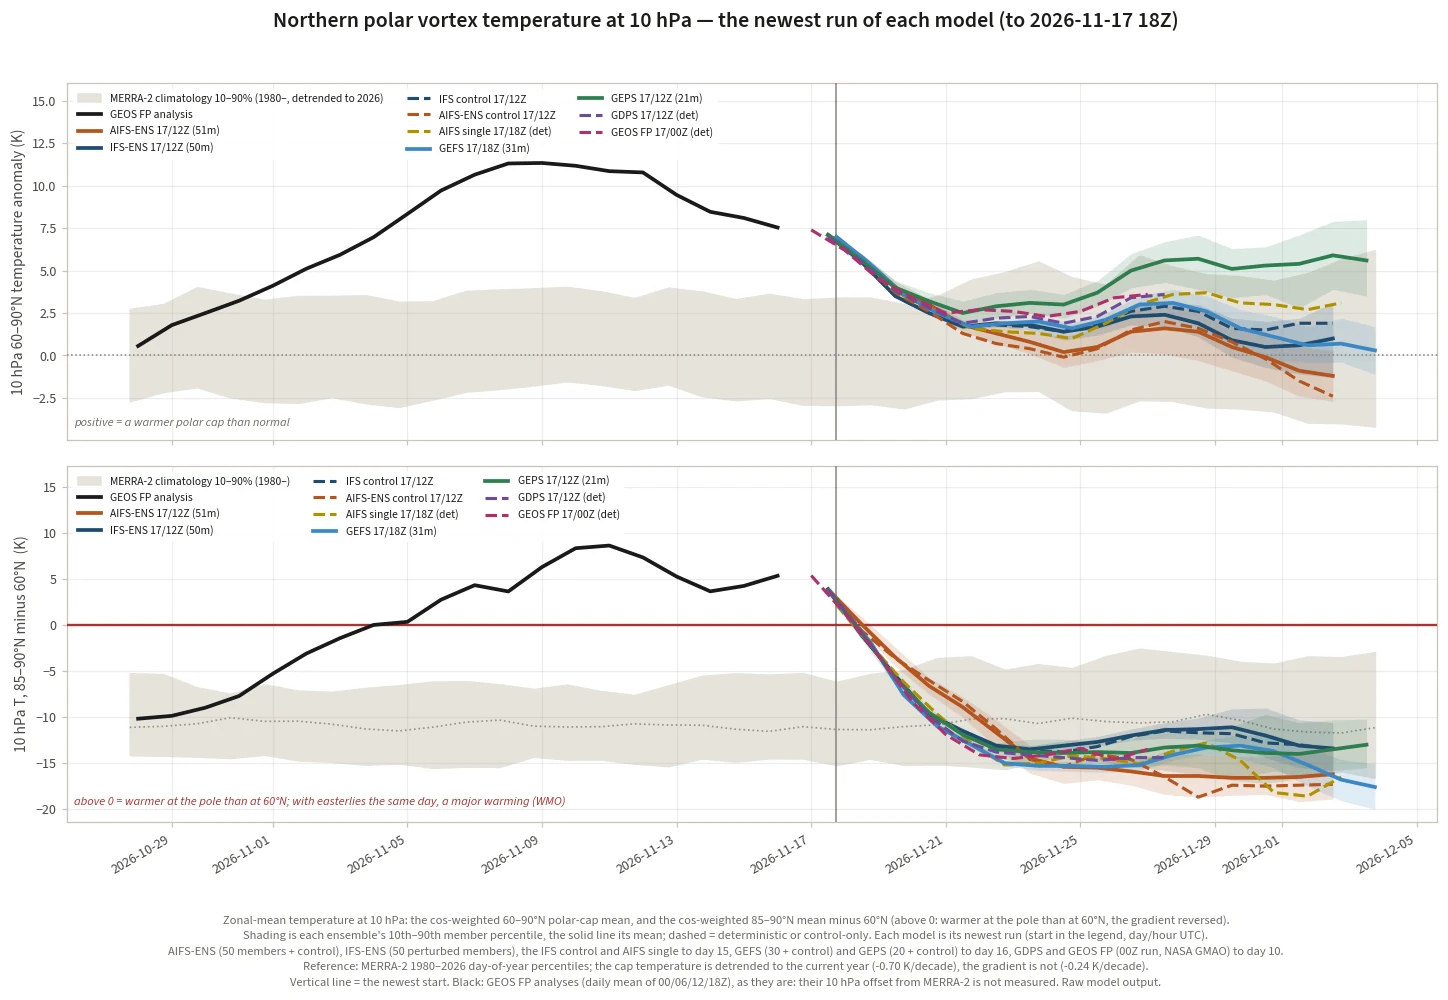 Northern polar vortex temperature at 10 hPa — the newest run of each model (to 2026-11-17 18Z)
10 hPa 60–90°N temperature anomaly (K)
15.0
12.5
10.0
7.5
5.0
2.5
0.0
−2.5
MERRA-2 climatology 10–90% (1980–, detrended to 2026)
GEOS FP analysis
AIFS-ENS 17/12Z (51m)
IFS-ENS 17/12Z (50m)
IFS control 17/12Z
AIFS-ENS control 17/12Z
AIFS single 17/18Z (det)
GEFS 17/18Z (31m)
GEPS 17/12Z (21m)
GDPS 17/12Z (det)
GEOS FP 17/00Z (det)
positive = a warmer polar cap than normal
10 hPa T, 85–90°N minus 60°N (K)
15
10
5
0
−5
−10
−15
−20
MERRA-2 climatology 10–90% (1980–)
GEOS FP analysis
AIFS-ENS 17/12Z (51m)
IFS-ENS 17/12Z (50m)
IFS control 17/12Z
AIFS-ENS control 17/12Z
AIFS single 17/18Z (det)
GEFS 17/18Z (31m)
GEPS 17/12Z (21m)
GDPS 17/12Z (det)
GEOS FP 17/00Z (det)
above 0 = warmer at the pole than at 60°N; with easterlies the same day, a major warming (WMO)
2026-10-29
2026-11-01
2026-11-05
2026-11-09
2026-11-13
2026-11-17
2026-11-21
2026-11-25
2026-11-29
2026-12-01
2026-12-05
Zonal-mean temperature at 10 hPa: the cos-weighted 60–90°N polar-cap mean, and the cos-weighted 85–90°N mean minus 60°N (above 0: warmer at the pole than at 60°N, the gradient reversed).
Shading is each ensemble's 10th–90th member percentile, the solid line its mean; dashed = deterministic or control-only. Each model is its newest run (start in the legend, day/hour UTC).
AIFS-ENS (50 members + control), IFS-ENS (50 perturbed members), the IFS control and AIFS single to day 15, GEFS (30 + control) and GEPS (20 + control) to day 16, GDPS and GEOS FP (00Z run, NASA GMAO) to day 10.
Reference: MERRA-2 1980–2026 day-of-year percentiles; the cap temperature is detrended to the current year (-0.70 K/decade), the gradient is not (-0.24 K/decade).
Vertical line = the newest start. Black: GEOS FP analyses (daily mean of 00/06/12/18Z), as they are: their 10 hPa offset from MERRA-2 is not measured. Raw model output.